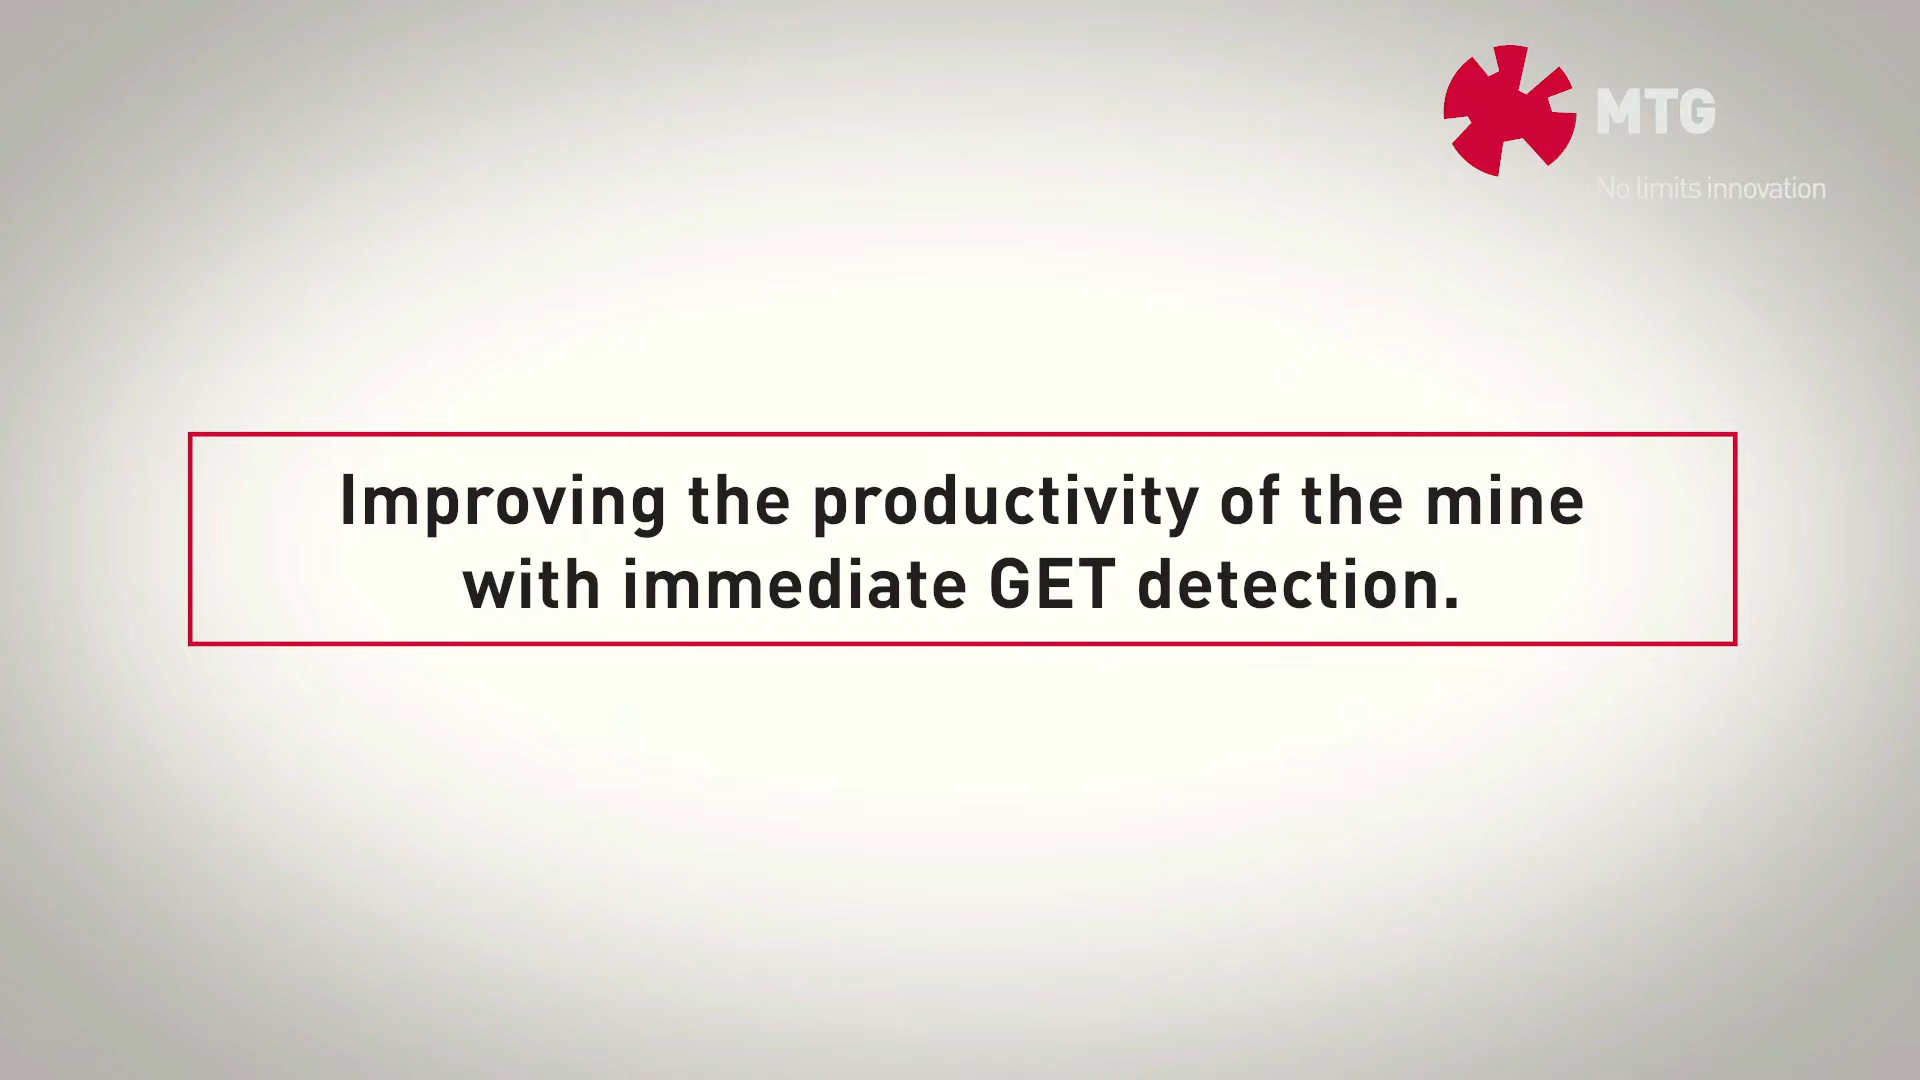 MTG
No limits innovation
Improving the productivity of the mine
with immediate GET detection.